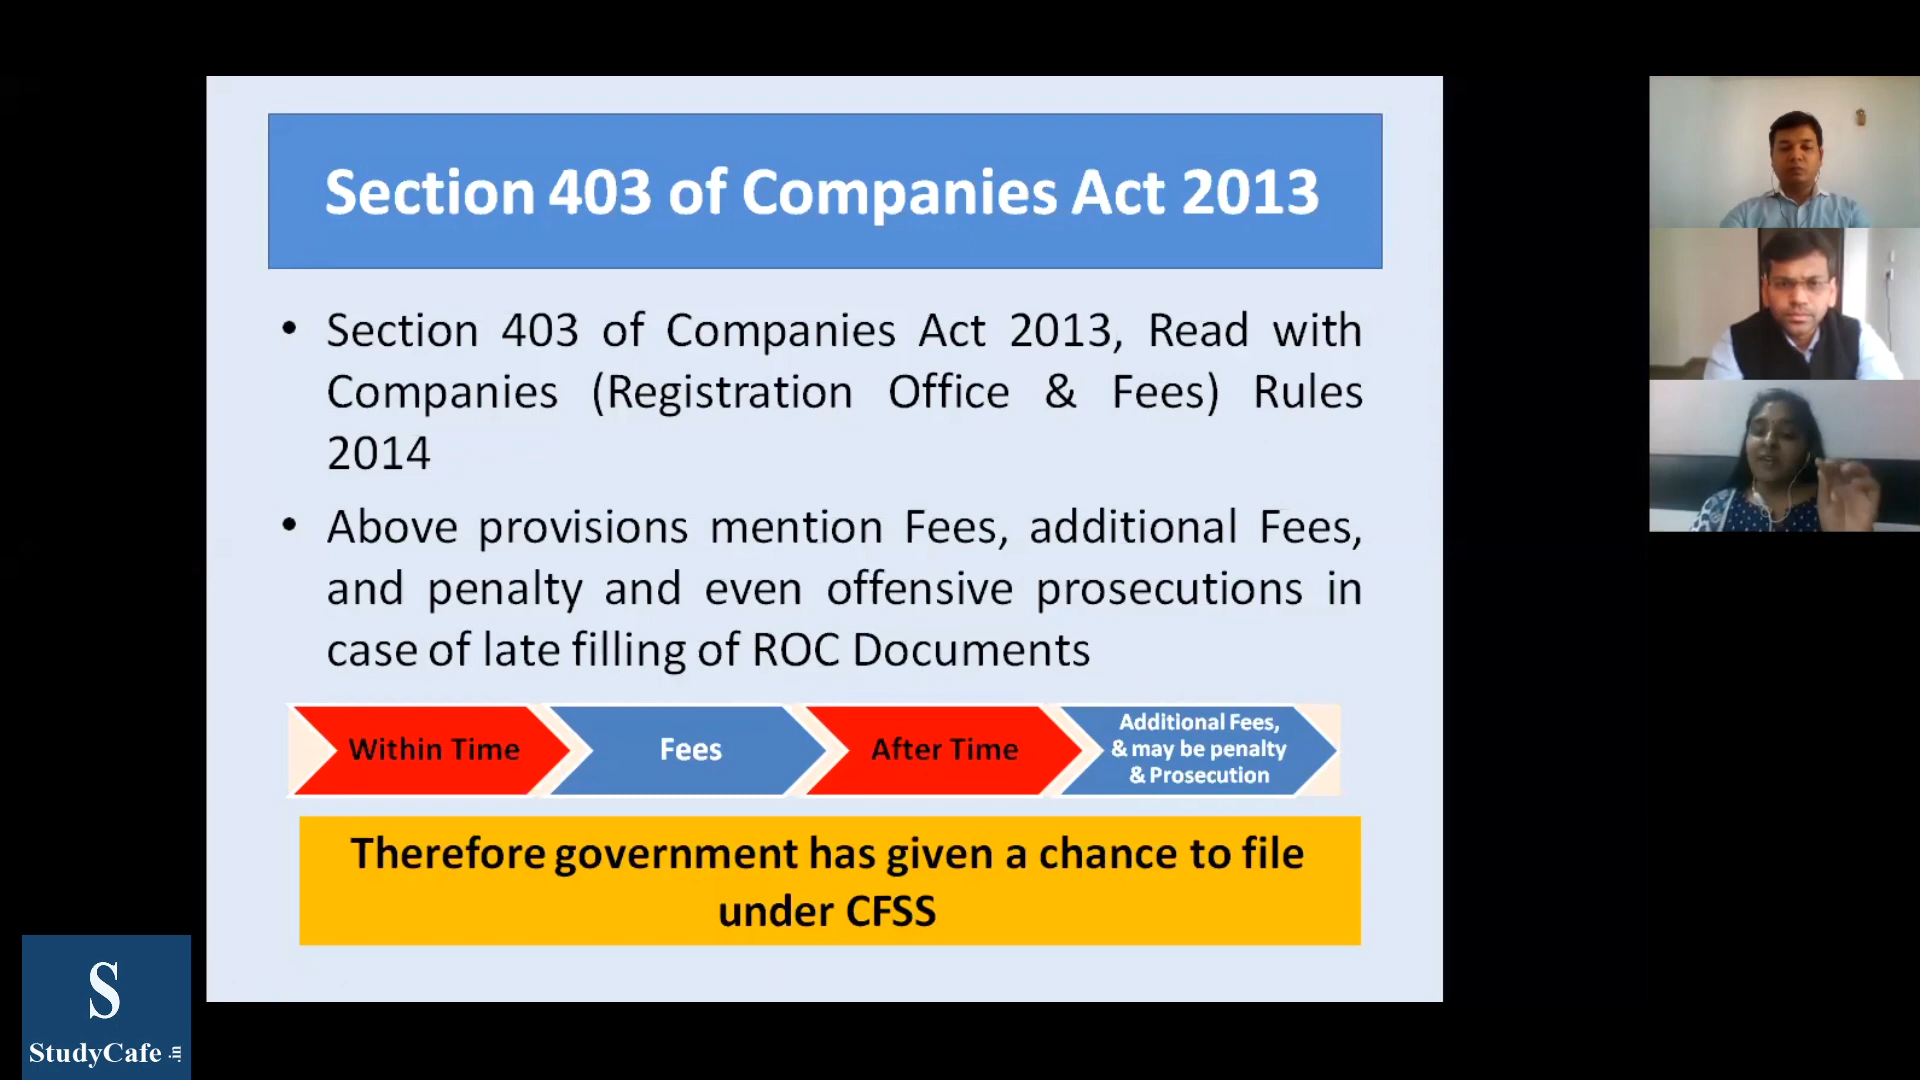 Section 403 of Companies Act 2013
• Section 403 of Companies Act 2013, Read with
Companies (Registration Office & Fees) Rules
2014
• Above provisions mention Fees, additional Fees,
and penalty and even offensive prosecutions in
case of late filling of ROC Documents
Within Time
Fees
After Time
Additional Fees,
& may be penalty
& Prosecution
Therefore government has given a chance to file
under CFSS
S
StudyCafe.in